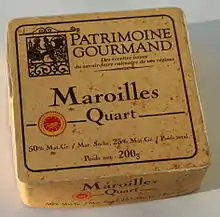 PATRIMOINE
GOURMAND
Des recettes issues
du savoir-faire culinaire de nos régions
Maroilles
Quart
50% Mat.Gr / Mat. Sèche, 25% Mat.Gr / Poids total
Poids net: 200g
Maroilles
Quart